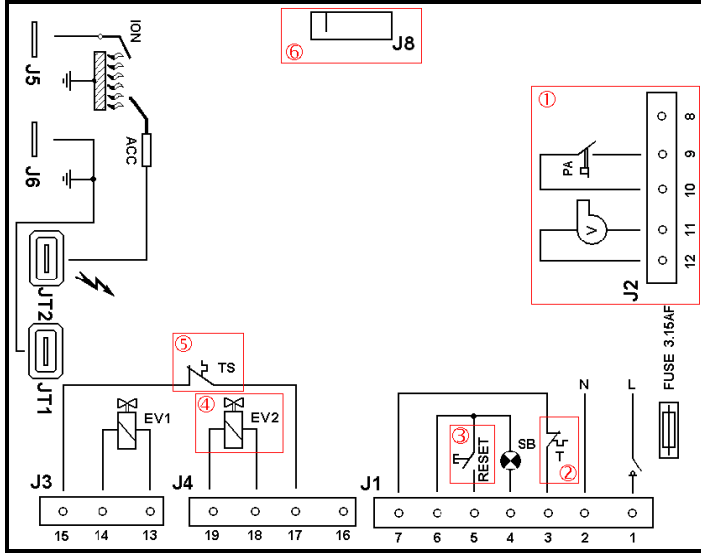 J5
ION
⑥
J8
①
8
PA
9
ACC
10
J6
11
V
12
J2
JT2
JT1
⑤
TS
④
EV1
EV2
FUSE 3.15AF
N
L
③
RESET
SB
T
②
J3
J4
J1
15 14 13
19 18 17 16
7 6 5 4 3 2 1